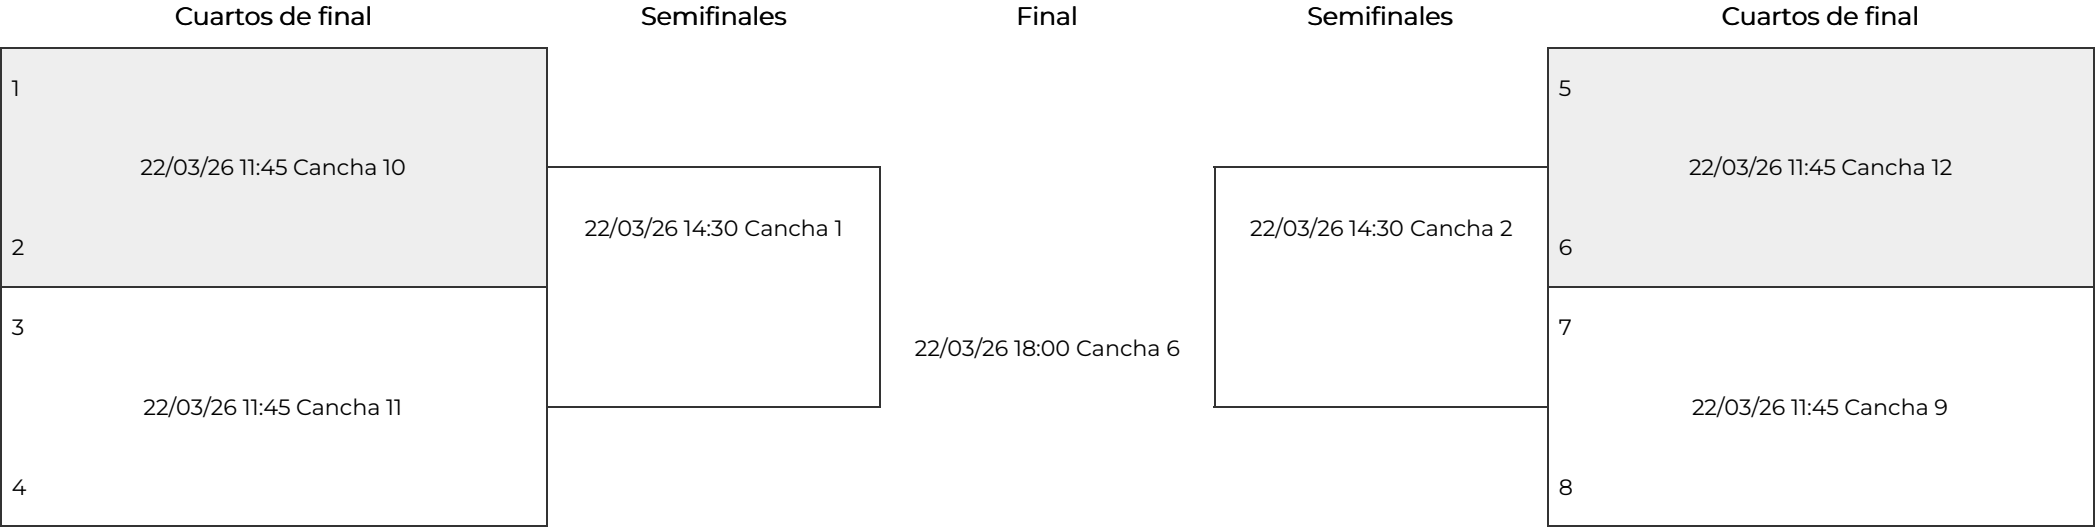 Cuartos de final
Semifinales
Final
Semifinales
Cuartos de final
1
22/03/26 11:45 Cancha 10
2
3
22/03/26 11:45 Cancha 11
4
22/03/26 14:30 Cancha 1
22/03/26 18:00 Cancha 6
22/03/26 14:30 Cancha 2
5
22/03/26 11:45 Cancha 12
6
7
22/03/26 11:45 Cancha 9
8